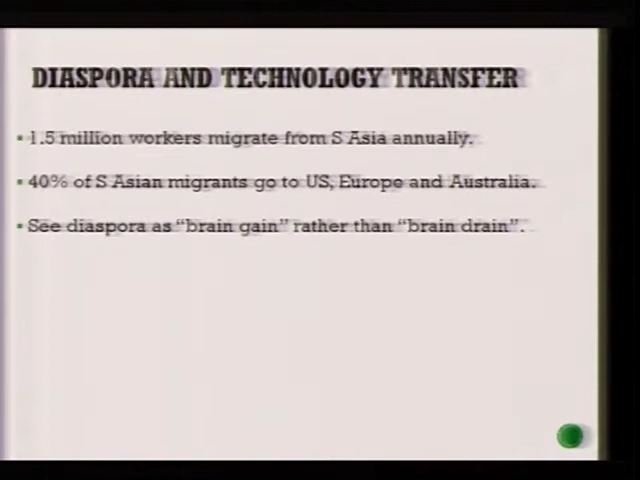 DIASPORA AND TECHNOLOGY TRANSFER
1.5 million workers migrate from S Asia annually.
40% of S Asian migrants go to US, Europe and Australia.
See diaspora as “brain gain” rather than “brain drain”.